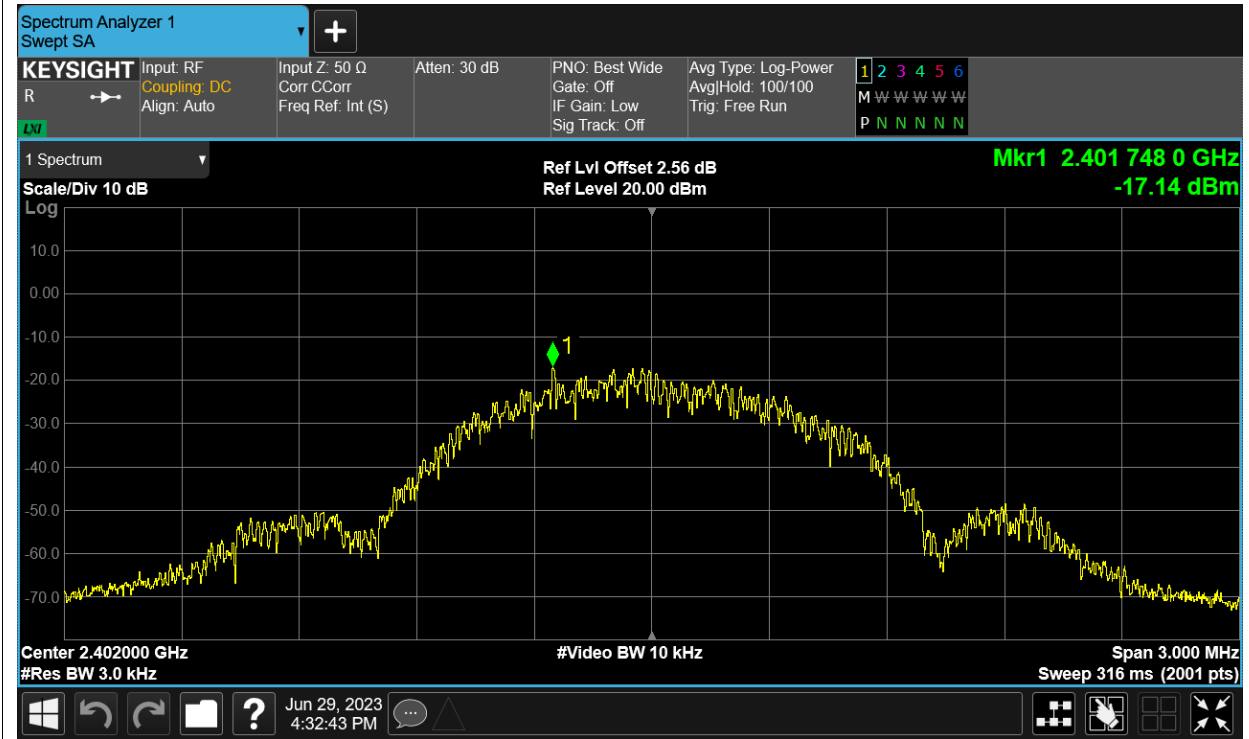 Spectrum Analyzer 1
Swept SA
KEYSIGHT
R
LXI
Input: RF
Coupling: DC
Align: Auto
Input Z: 50 Ω
Corr CCorr
Freq Ref: Int (S)
Atten: 30 dB
PNO: Best Wide
Gate: Off
IF Gain: Low
Sig Track: Off
Avg Type: Log-Power
Avg|Hold: 100/100
Trig: Free Run
1 2 3 4 5 6
M W W W W W
P N N N N N
1 Spectrum
Scale/Div 10 dB
Ref Lvl Offset 2.56 dB
Ref Level 20.00 dBm
Mkr1 2.401 748 0 GHz
-17.14 dBm
Log
10.0
0.00
-10.0
-20.0
-30.0
-40.0
-50.0
-60.0
-70.0
1
Center 2.402000 GHz
#Res BW 3.0 kHz
#Video BW 10 kHz
Span 3.000 MHz
Sweep 316 ms (2001 pts)
?
Jun 29, 2023
4:32:43 PM